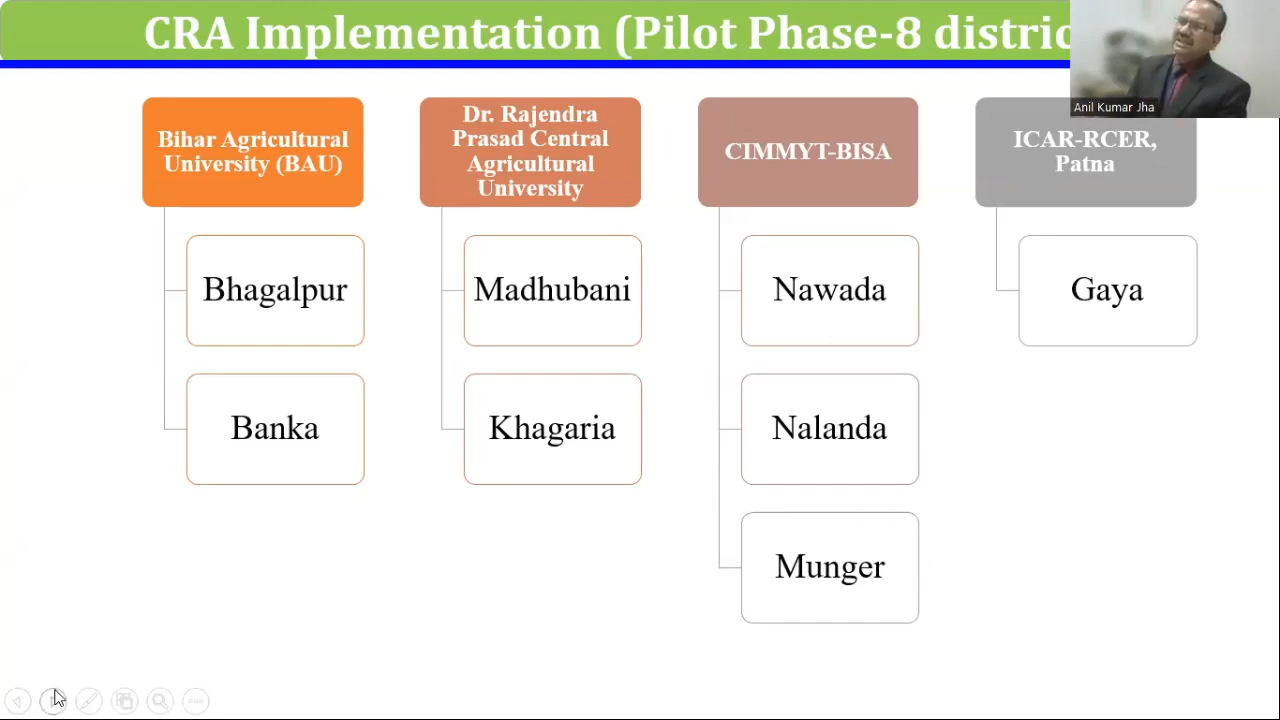 CRA Implementation (Pilot Phase-8 distric
Anil Kumar Jha
Bihar Agricultural
University (BAU)
Dr. Rajendra
Prasad Central
Agricultural
University
CIMMYT-BISA
ICAR-RCER,
Patna
Bhagalpur
Madhubani
Nawada
Gaya
Banka
Khagaria
Nalanda
Munger